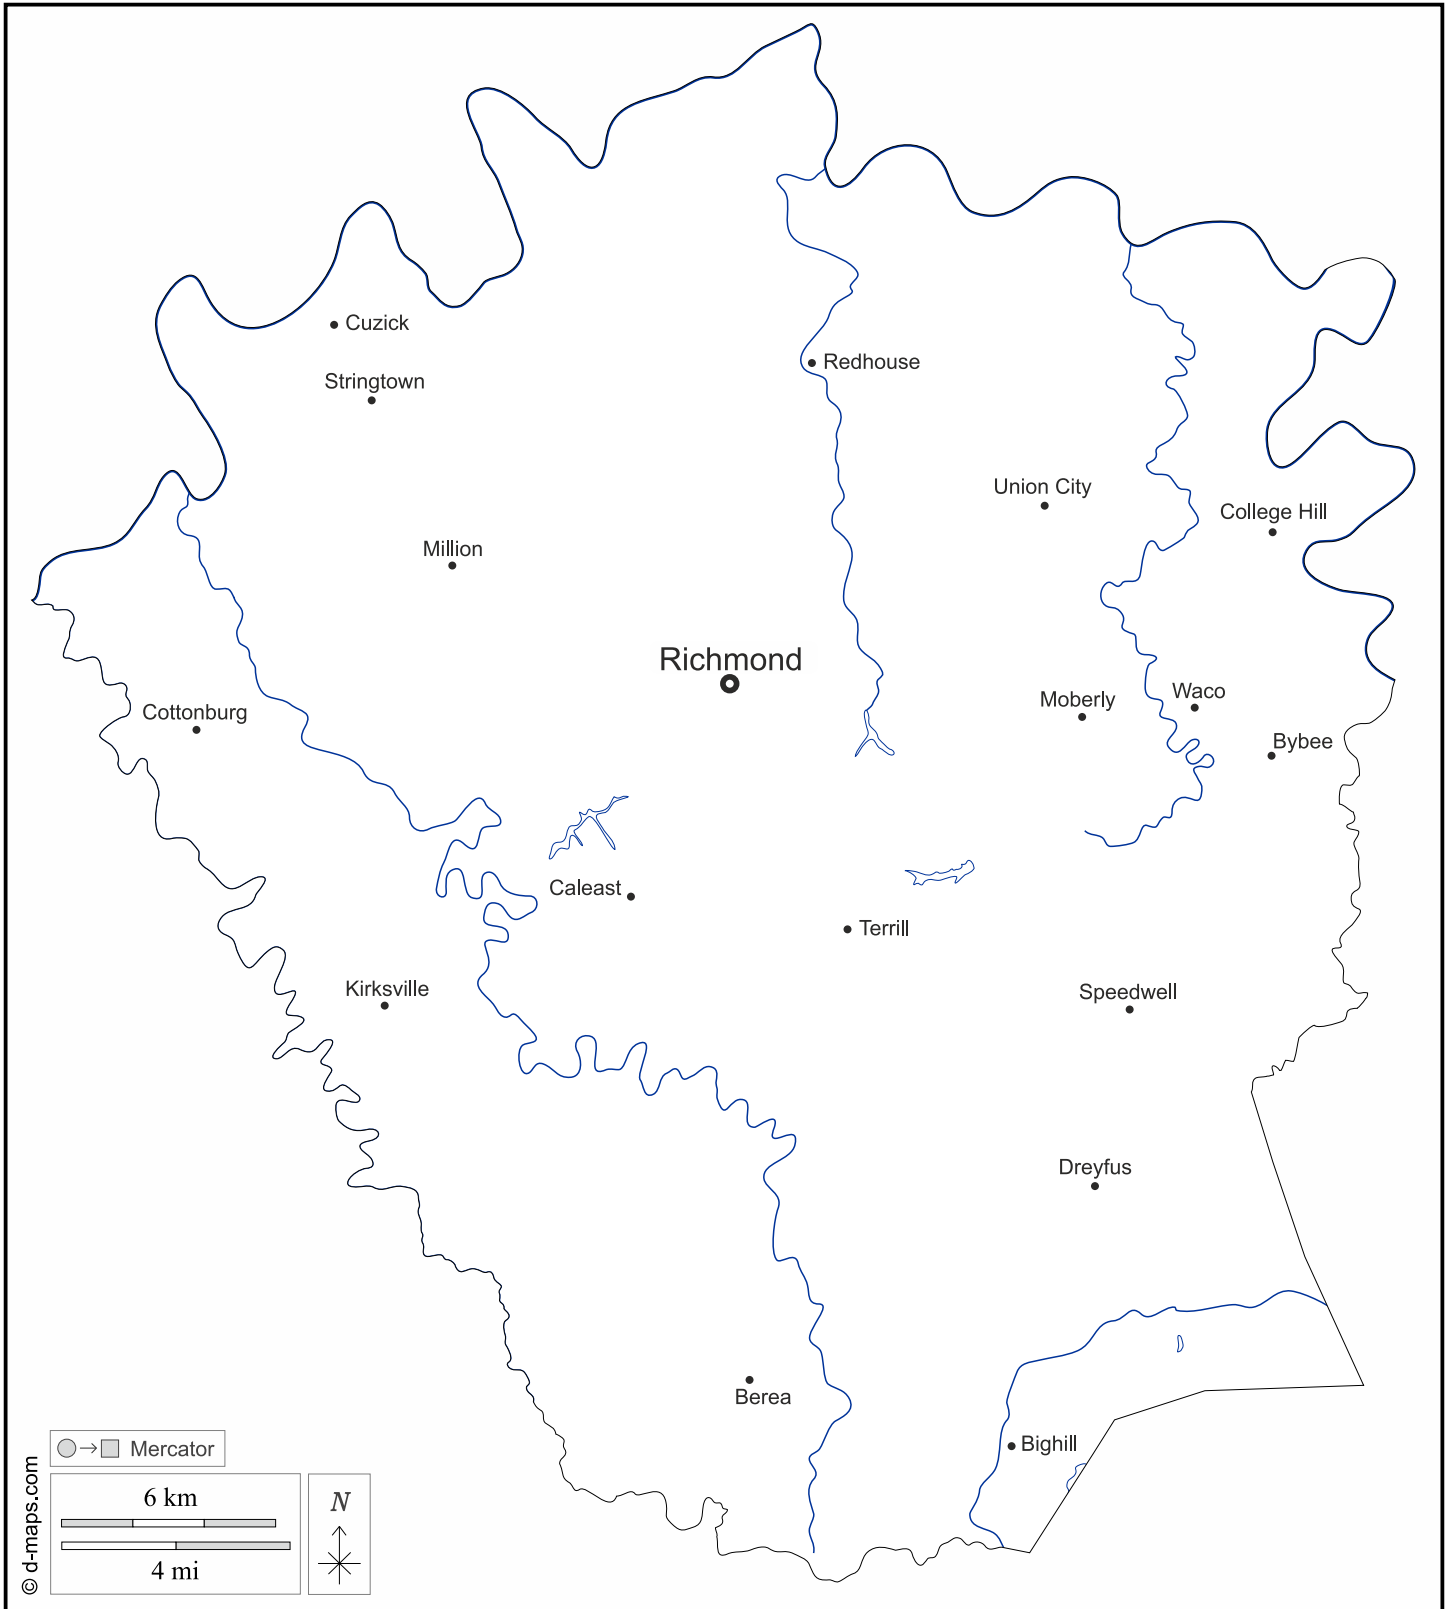 Cuzick
Redhouse
Stringtown
Union City
College Hill
Million
Richmond
Moberly
Waco
Cottonburg
Bybee
Caleast
Terrill
Kirksville
Speedwell
Dreyfus
Berea
Bighill
Mercator
6 km
4 mi
N
© d-maps.com